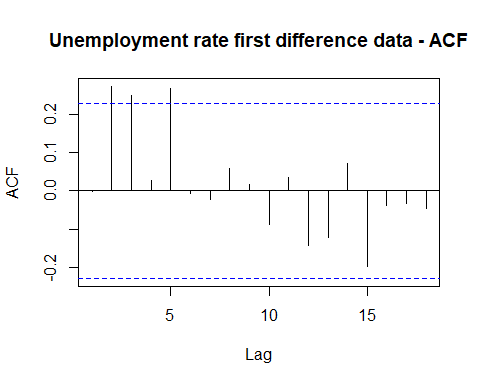 Unemployment rate first difference data - ACF
ACF
0.2
0.1
0.0
-0.2
5
10
15
Lag